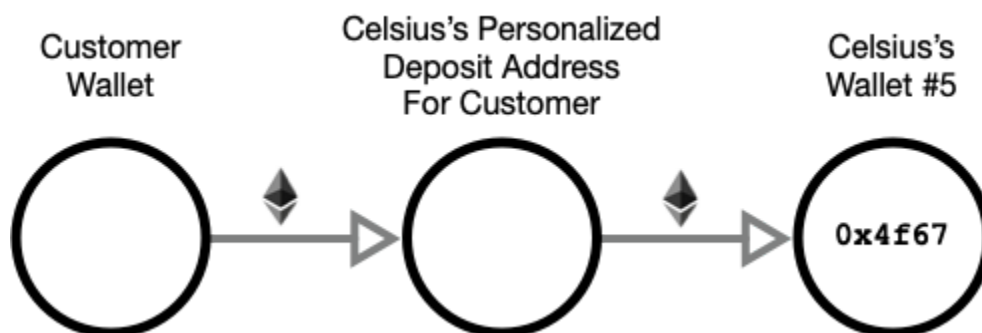 Customer
Wallet
Celsius's Personalized
Deposit Address
For Customer
Celsius's
Wallet #5
0x4f67